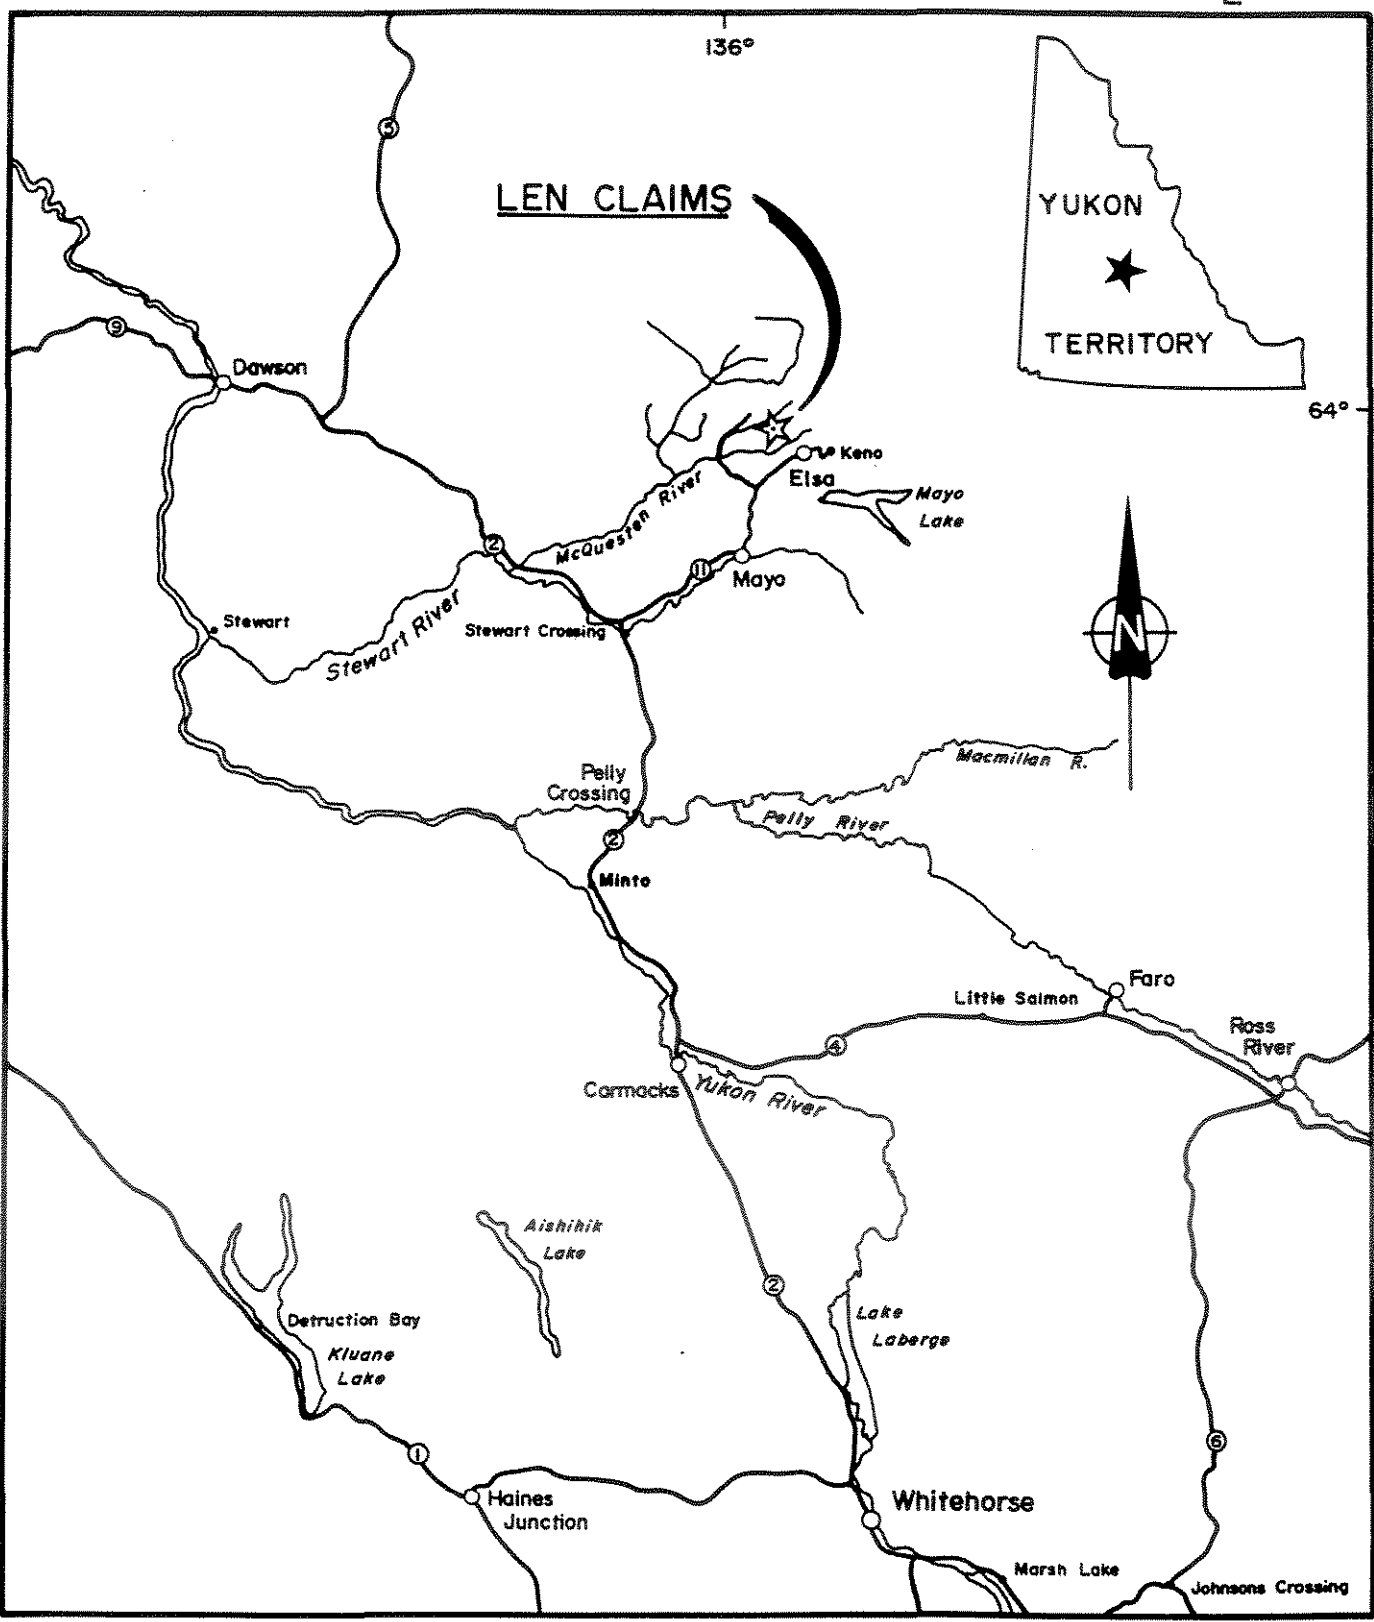 136°
5
LEN CLAIMS
YUKON
TERRITORY
9
Dawson
64°
Keno
Elsa
Mayo
Lake
McQuesten River
2
11
Mayo
N
Stewart
Stewart Crossing
Stewart River
Macmillan R.
Pelly
Crossing
Pelly River
2
Minto
Faro
Little Salmon
Ross
River
4
Carmacks
Yukon River
Aishihik
Lake
2
Detruction Bay
Lake
Laberge
Kluane
Lake
6
1
Haines
Junction
Whitehorse
Marsh Lake
Johnsons Crossing